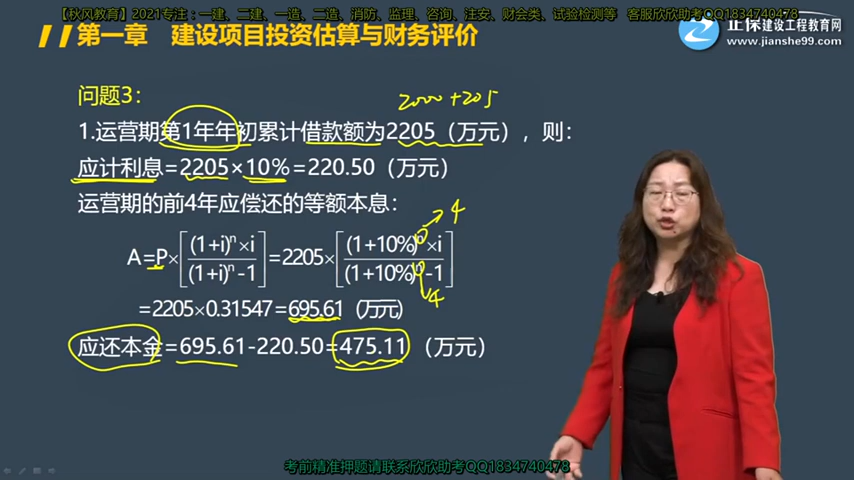 【秋风教育】2021专注：一建、二建、一造、二造、消防、监理、咨询、注安、财会类、试验检测等 客服欣欣助考QQ1834740478
第一章 建设项目投资估算与财务评价
正保建设工程教育网
www.jianshe99.com
问题3：
2000+205
1.运营期第1年年初累计借款额为2205（万元），则：
应计利息=2205×10%=220.50（万元）
运营期的前4年应偿还的等额本息：
4
A=P×[(1+i)ⁿ×i/(1+i)ⁿ-1]=2205×[(1+10%)ⁿ×i/(1+10%)ⁿ-1]
4
=2205×0.31547=695.61（万元）
应还本金=695.61-220.50=475.11（万元）
考前精准押题请联系欣欣助考QQ1834740478